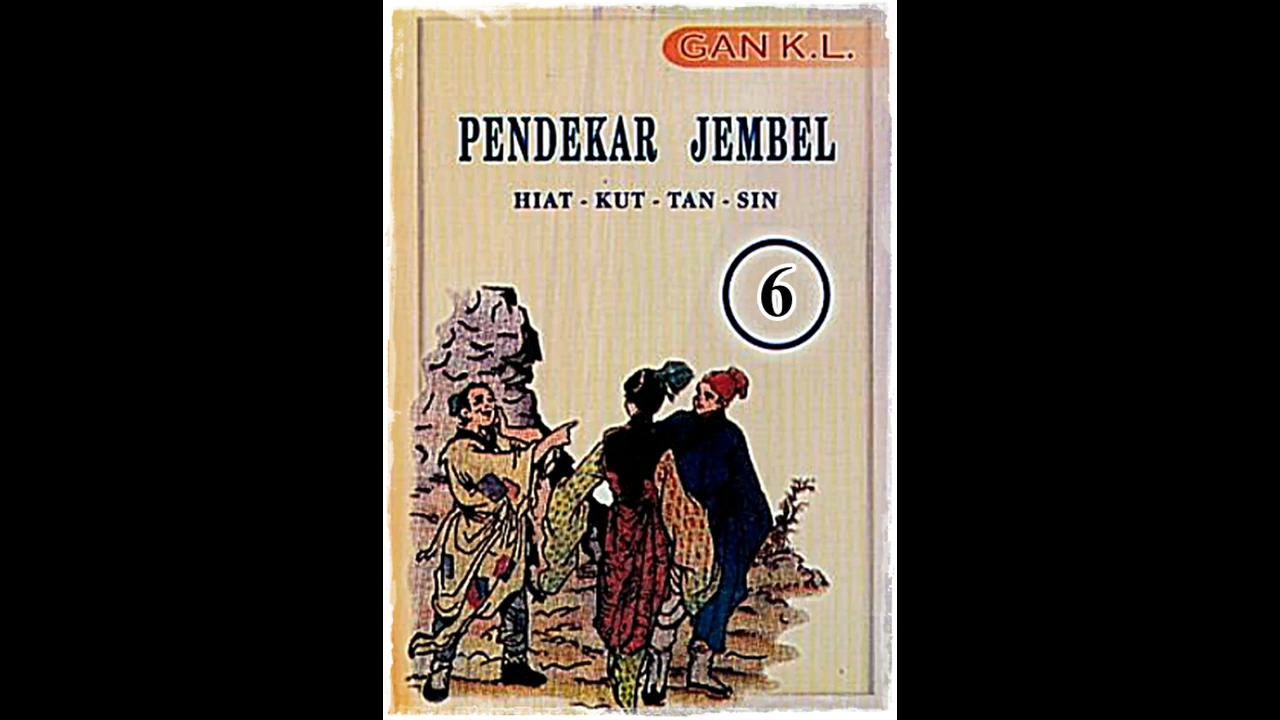 GAN K.L.
PENDEKAR JEMBEL
HIAT - KUT - TAN - SIN
6